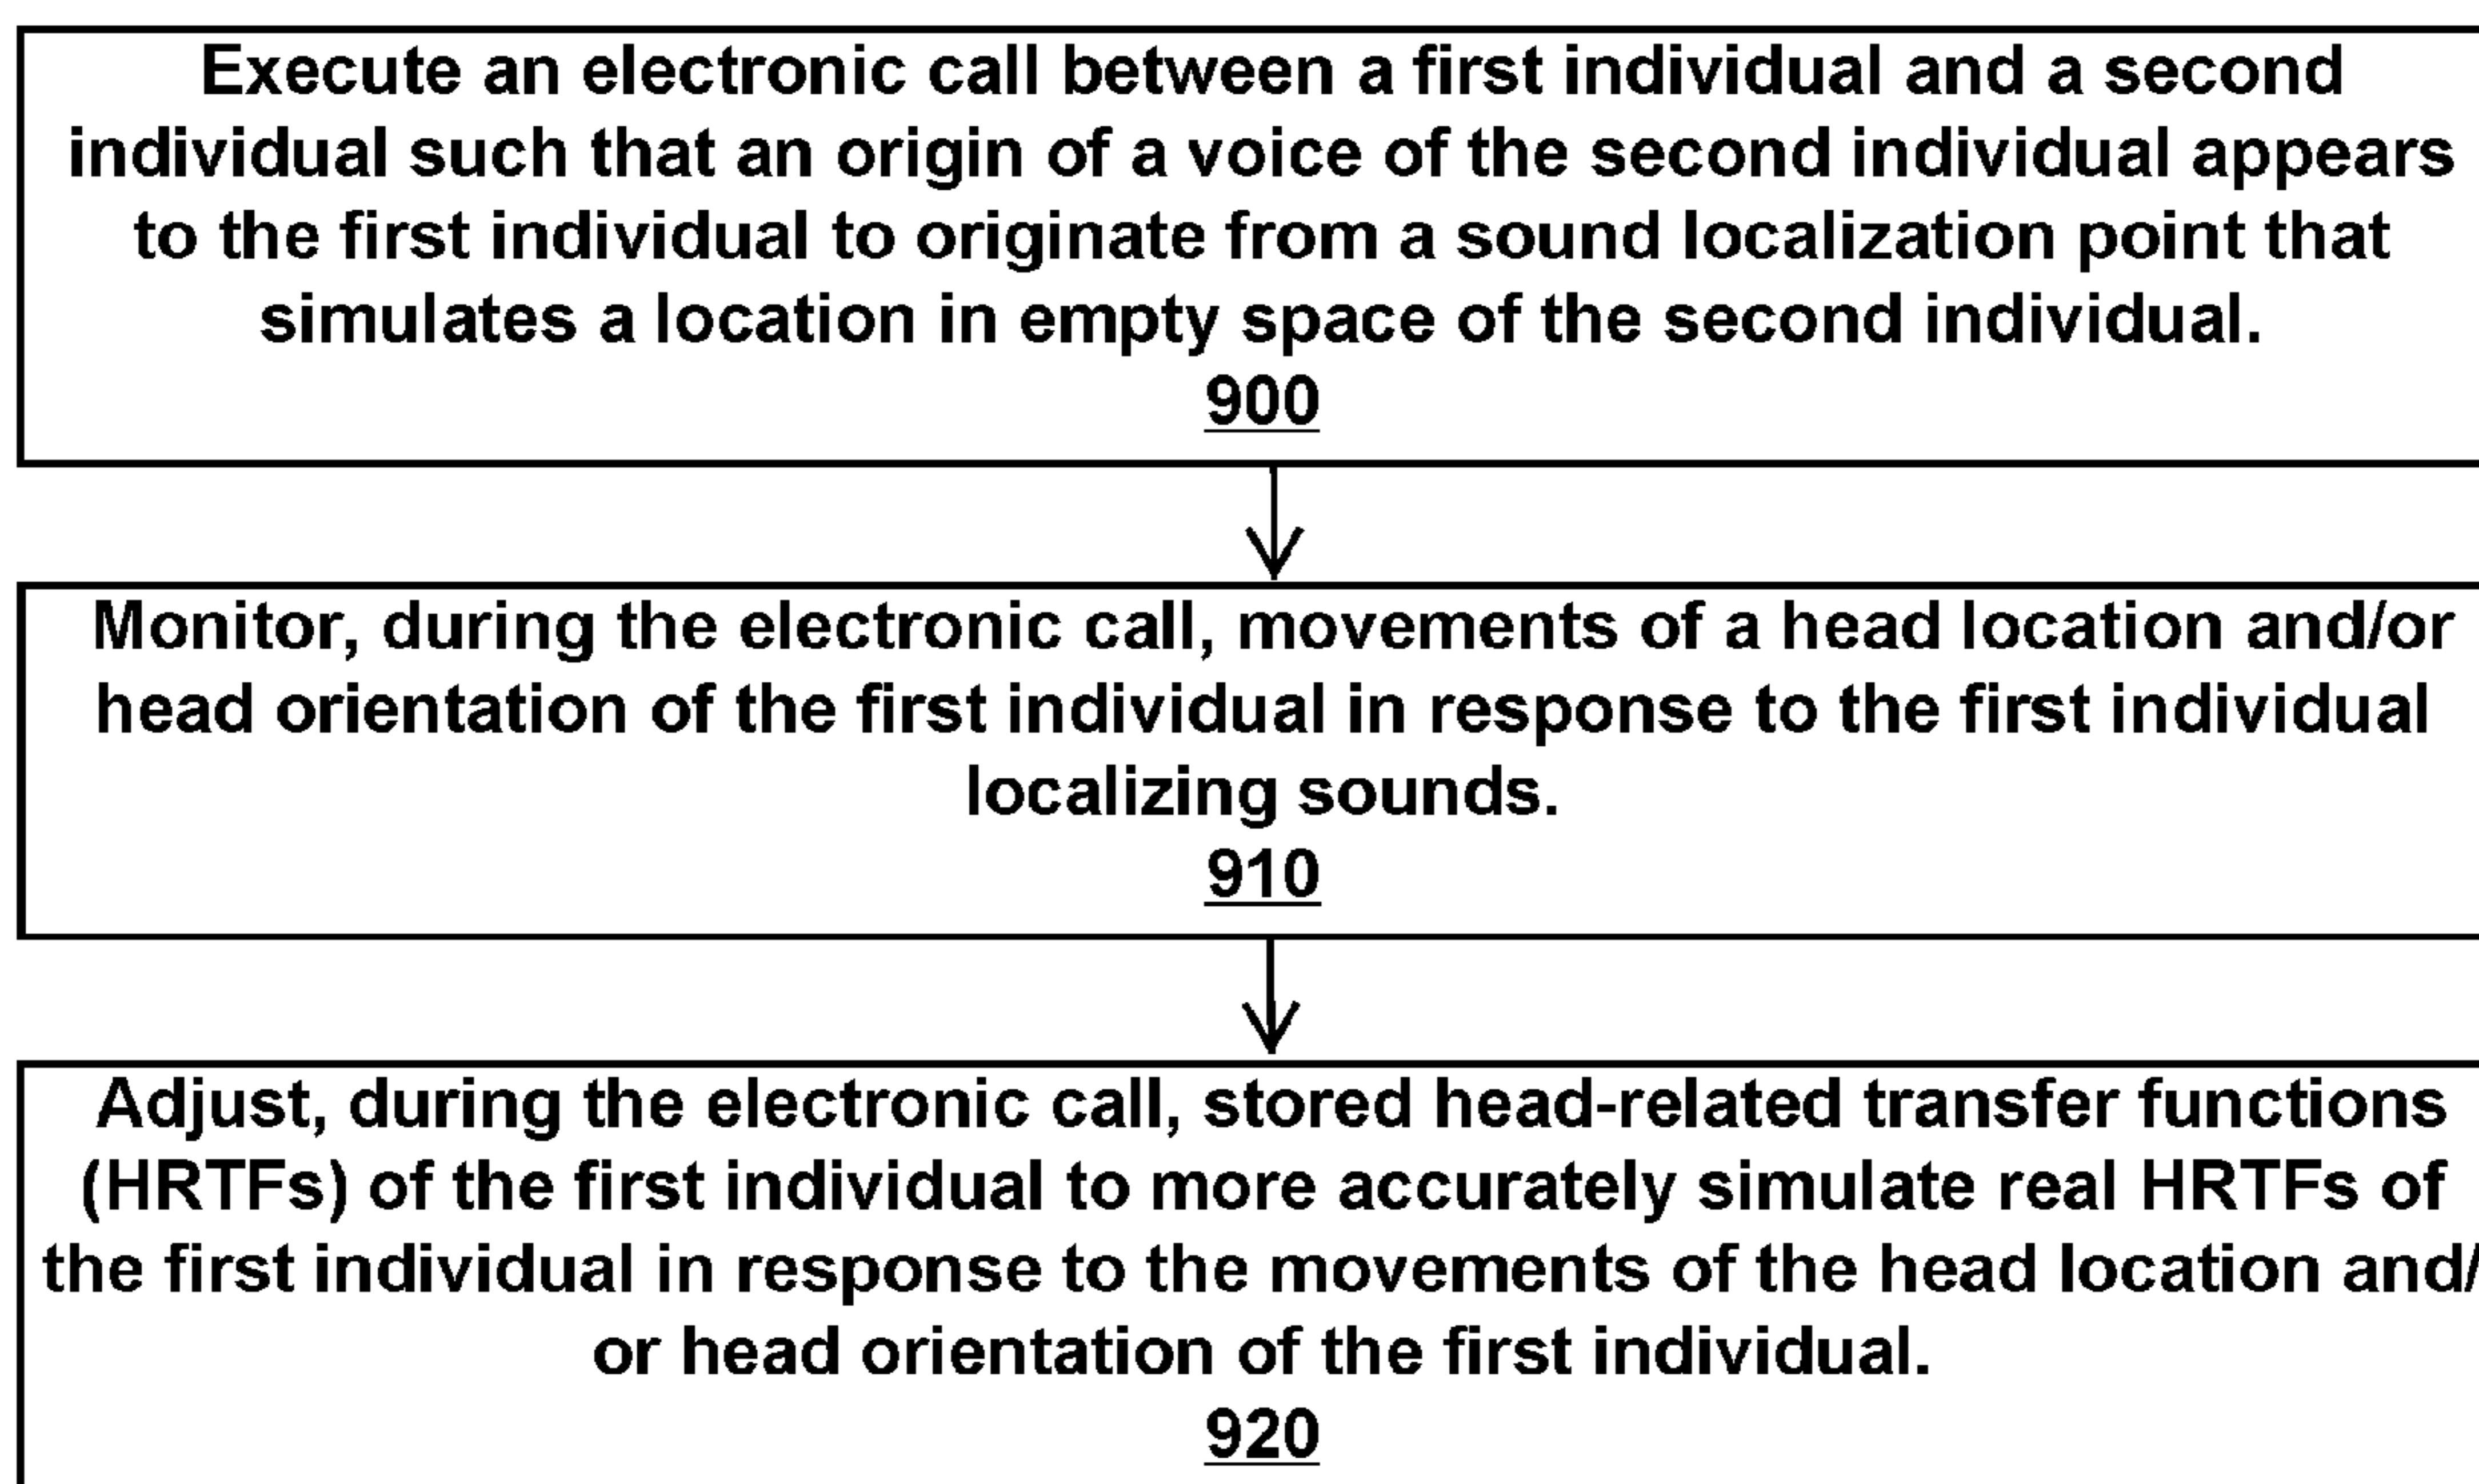 Execute an electronic call between a first individual and a second
individual such that an origin of a voice of the second individual appears
to the first individual to originate from a sound localization point that
simulates a location in empty space of the second individual.
900
Monitor, during the electronic call, movements of a head location and/or
head orientation of the first individual in response to the first individual
localizing sounds.
910
Adjust, during the electronic call, stored head-related transfer functions
(HRTFs) of the first individual to more accurately simulate real HRTFs of
the first individual in response to the movements of the head location and/
or head orientation of the first individual.
920